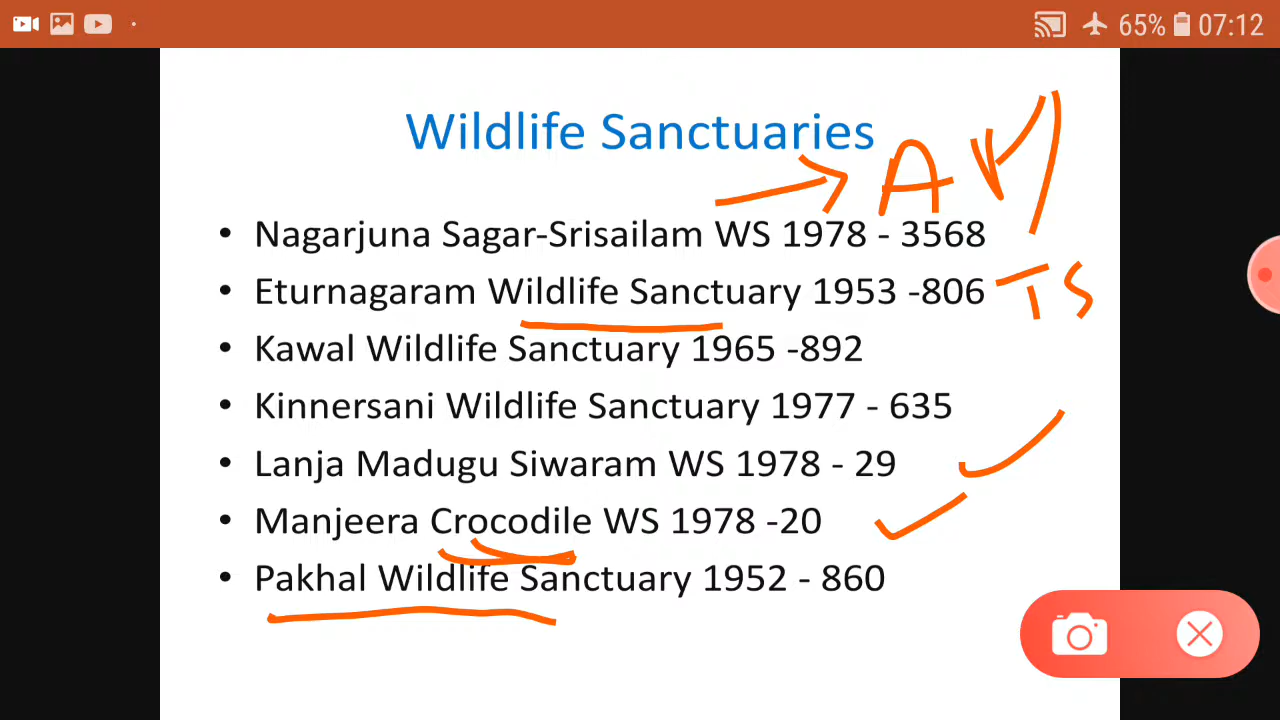 65% 07:12
Wildlife Sanctuaries
AP
• Nagarjuna Sagar-Srisailam WS 1978 - 3568
• Eturnagaram Wildlife Sanctuary 1953 -806 TS
• Kawal Wildlife Sanctuary 1965 -892
• Kinnersani Wildlife Sanctuary 1977 - 635
• Lanja Madugu Siwaram WS 1978 - 29
• Manjeera Crocodile WS 1978 -20
• Pakhal Wildlife Sanctuary 1952 - 860